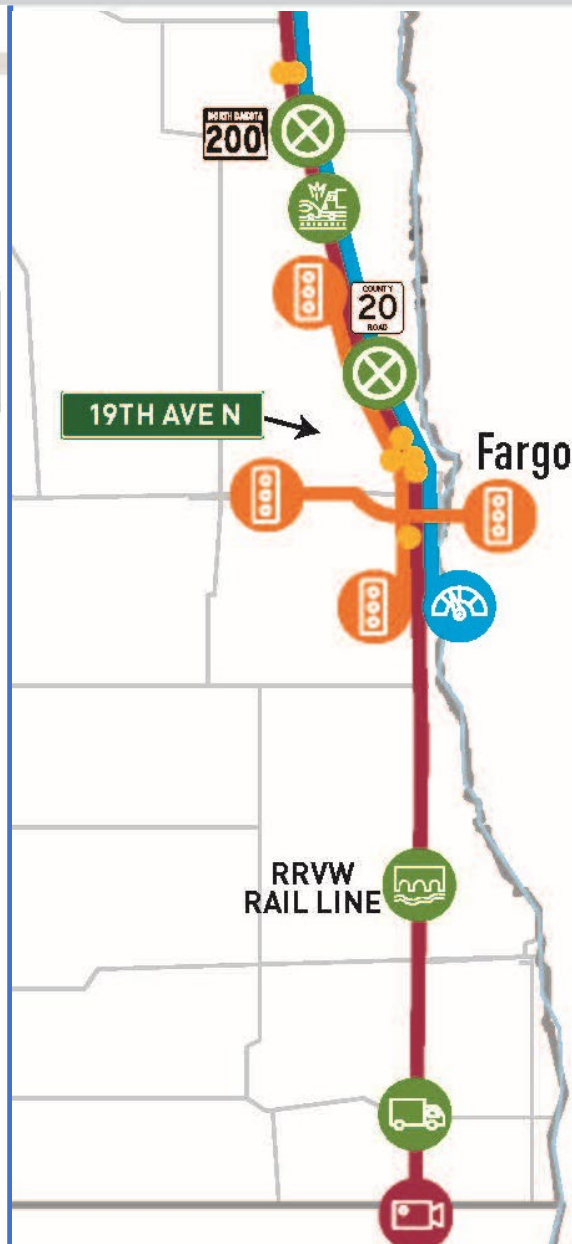 NORTH DAKOTA
200
COUNTY
20
ROAD
19TH AVE N
Fargo
RRVW
RAIL LINE